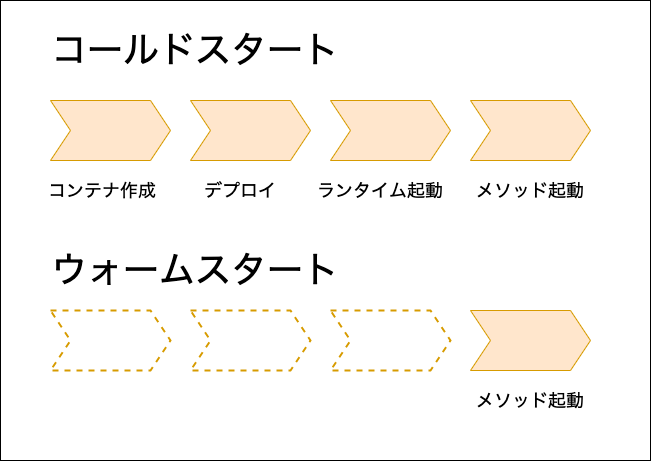 コールドスタート
コンテナ作成
デプロイ
ランタイム起動
メソッド起動
ウォームスタート
メソッド起動